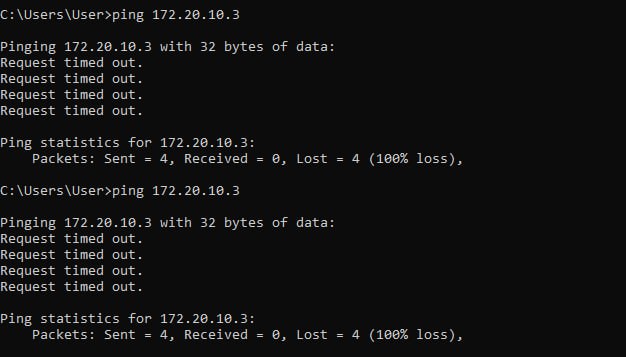 C:\Users\User>ping 172.20.10.3
Pinging 172.20.10.3 with 32 bytes of data:
Request timed out.
Request timed out.
Request timed out.
Request timed out.
Ping statistics for 172.20.10.3:
    Packets: Sent = 4, Received = 0, Lost = 4 (100% loss),
C:\Users\User>ping 172.20.10.3
Pinging 172.20.10.3 with 32 bytes of data:
Request timed out.
Request timed out.
Request timed out.
Request timed out.
Ping statistics for 172.20.10.3:
    Packets: Sent = 4, Received = 0, Lost = 4 (100% loss),